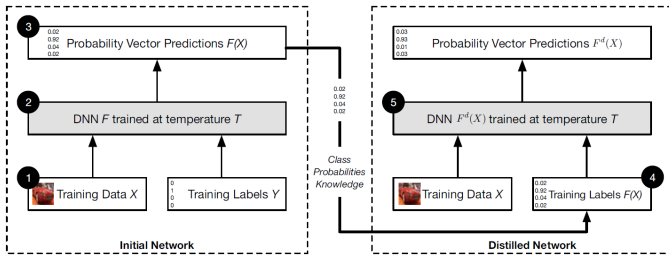 3
0.02
0.92
0.04
0.02
Probability Vector Predictions F(X)
2
DNN F trained at temperature T
1
Training Data X
0
1
0
0
Training Labels Y
Initial Network
0.02
0.92
0.04
0.02
Class
Probabilities
Knowledge
0.03
0.93
0.01
0.03
Probability Vector Predictions F^d(X)
5
DNN F^d(X) trained at temperature T
Training Data X
0.02
0.92
0.04
0.02
Training Labels F(X)
4
Distilled Network